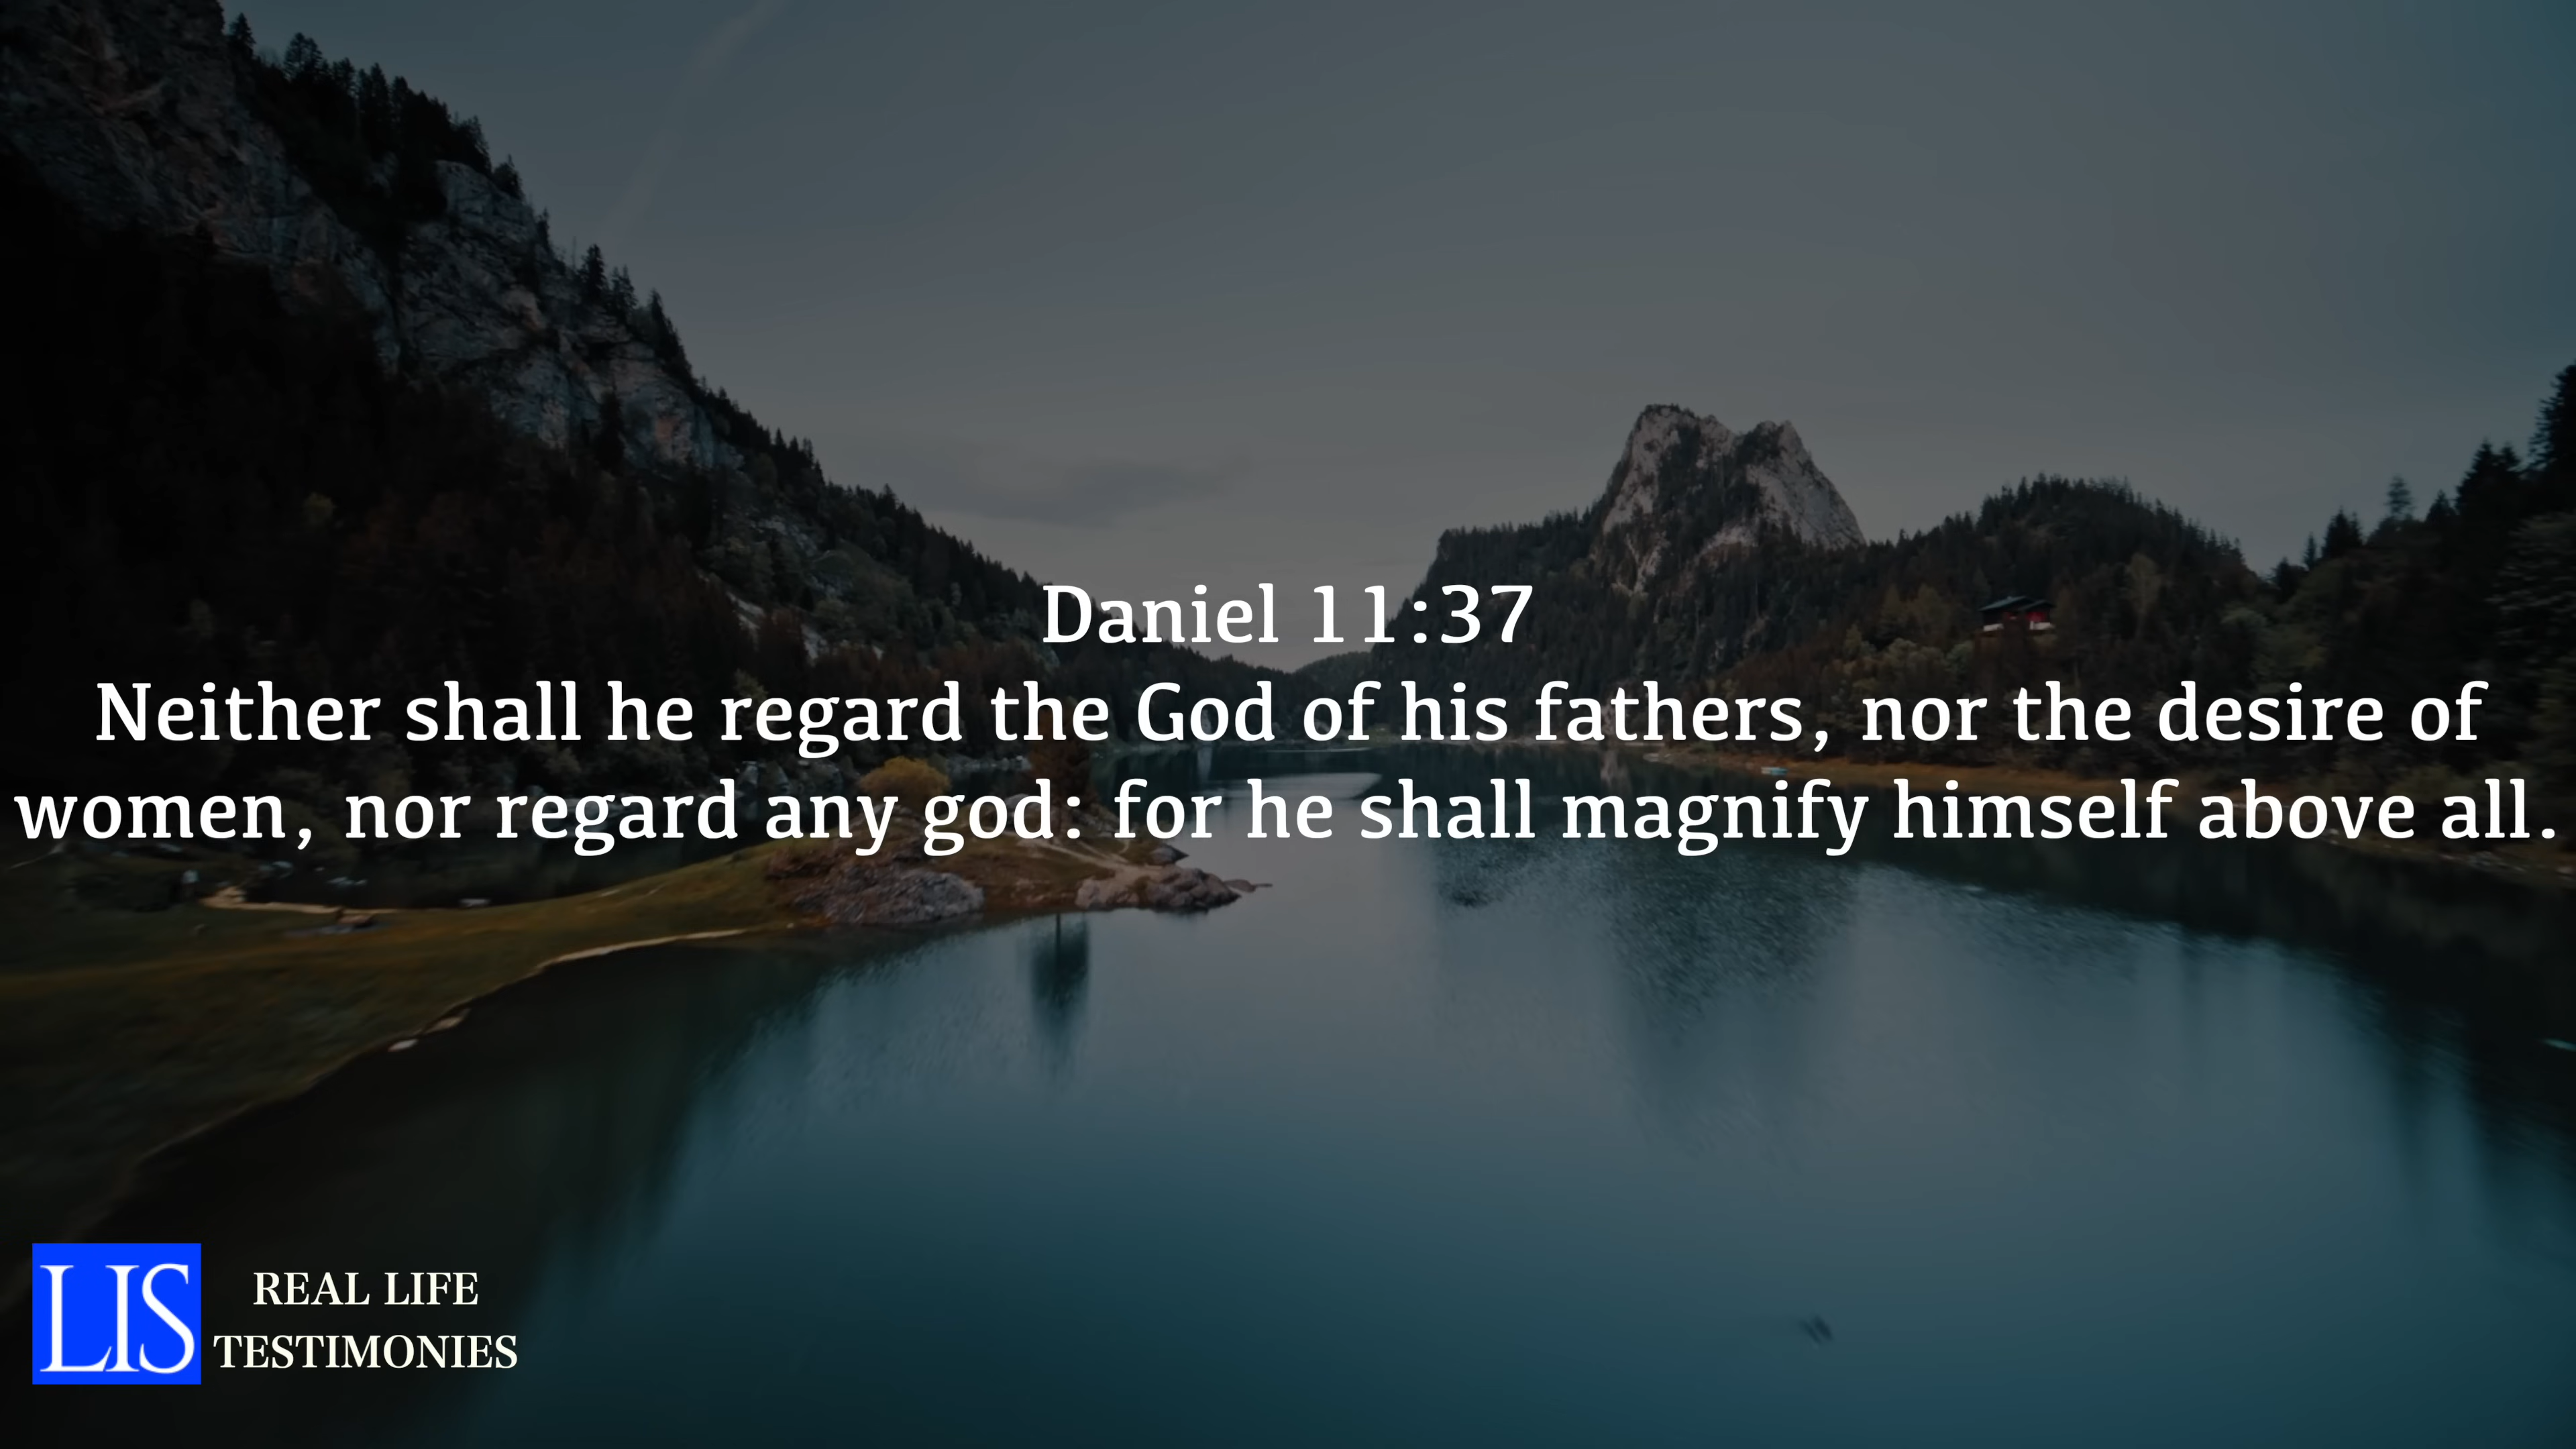 Daniel 11:37
Neither shall he regard the God of his fathers, nor the desire of
women, nor regard any god: for he shall magnify himself above all.
LIS
REAL LIFE
TESTIMONIES